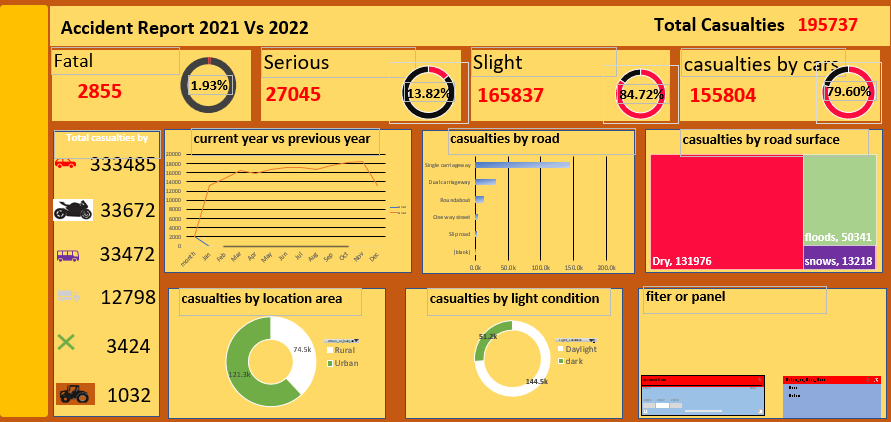 Accident Report 2021 Vs 2022
Total Casualties 195737
Fatal
2855
1.93%
Serious
27045
13.82%
Slight
165837
84.72%
casualties by cars
155804
79.60%
Total casualties by
333485
33672
33472
12798
3424
1032
current year vs previous year
20000
18000
16000
14000
12000
10000
8000
6000
4000
2000
0
month
Jan
Feb
Mar
Apr
May
Jun
Jul
Aug
Sep
Oct
Nov
Dec
casualties by road
Single carriageway
Dual carriageway
Roundabout
One way street
Slip road
(blank)
0.0k
50.0k
100.0k
150.0k
200.0k
casualties by road surface
Dry, 131976
floods, 50341
snows, 13218
casualties by location area
74.5k
121.3k
Rural
Urban
casualties by light condition
51.2k
144.5k
Daylight
dark
fiter or panel